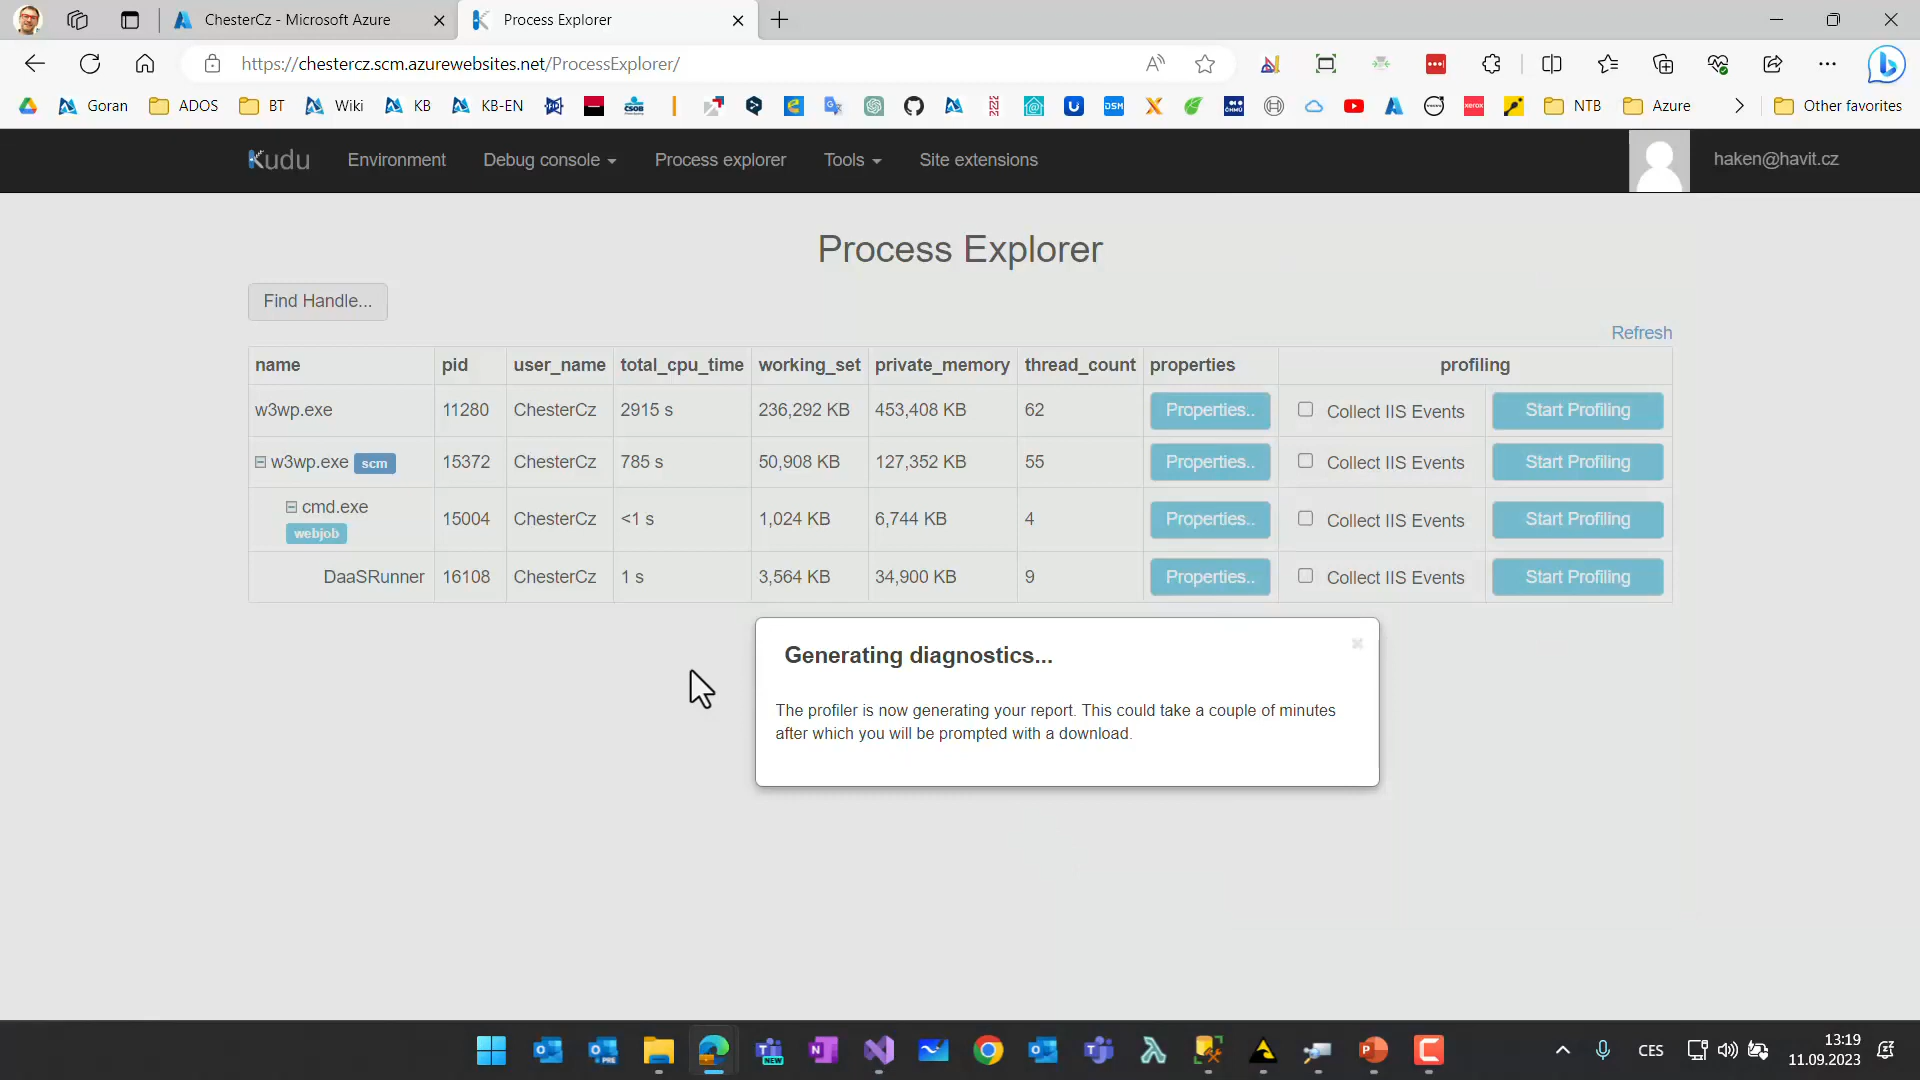 ChesterCz - Microsoft Azure
Process Explorer
https://chestercz.scm.azurewebsites.net/ProcessExplorer/
Goran
ADOS
BT
Wiki
KB
KB-EN
NTB
Azure
Other favorites
Kudu
Environment
Debug console
Process explorer
Tools
Site extensions
haken@havit.cz
Process Explorer
Find Handle...
Refresh
name pid user_name total_cpu_time working_set private_memory thread_count properties profiling
w3wp.exe 11280 ChesterCz 2915 s 236,292 KB 453,408 KB 62 Properties.. Collect IIS Events Start Profiling
w3wp.exe scm 15372 ChesterCz 785 s 50,908 KB 127,352 KB 55 Properties.. Collect IIS Events Start Profiling
cmd.exe webjob 15004 ChesterCz <1 s 1,024 KB 6,744 KB 4 Properties.. Collect IIS Events Start Profiling
DaaSRunner 16108 ChesterCz 1 s 3,564 KB 34,900 KB 9 Properties.. Collect IIS Events Start Profiling
Generating diagnostics...
The profiler is now generating your report. This could take a couple of minutes
after which you will be prompted with a download.
CES
13:19
11.09.2023